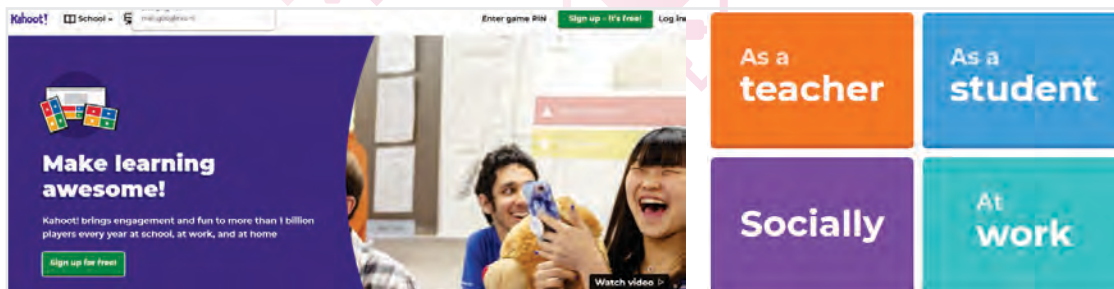 Kahoot!
School
Enter game PIN
Sign up - It's free!
Log in
Make learning
awesome!
Kahoot! brings engagement and fun to more than 1 billion
players every year at school, at work, and at home
Sign up for free!
Watch video
As a
teacher
As a
student
Socially
At
work